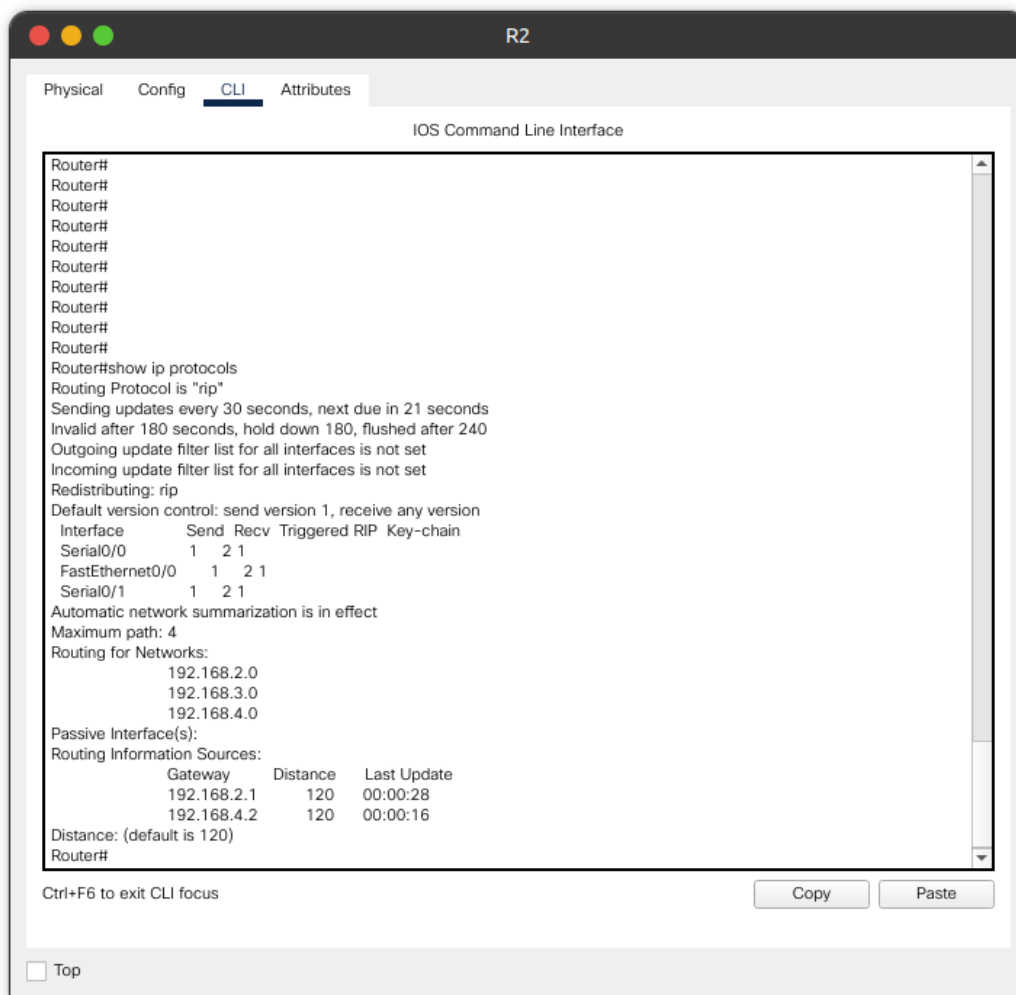 R2
Physical Config CLI Attributes
IOS Command Line Interface
Router#
Router#
Router#
Router#
Router#
Router#
Router#
Router#
Router#
Router#
Router#show ip protocols
Routing Protocol is "rip"
Sending updates every 30 seconds, next due in 21 seconds
Invalid after 180 seconds, hold down 180, flushed after 240
Outgoing update filter list for all interfaces is not set
Incoming update filter list for all interfaces is not set
Redistributing: rip
Default version control: send version 1, receive any version
Interface Send Recv Triggered RIP Key-chain
Serial0/0 1 2 1
FastEthernet0/0 1 2 1
Serial0/1 1 2 1
Automatic network summarization is in effect
Maximum path: 4
Routing for Networks:
192.168.2.0
192.168.3.0
192.168.4.0
Passive Interface(s):
Routing Information Sources:
Gateway Distance Last Update
192.168.2.1 120 00:00:28
192.168.4.2 120 00:00:16
Distance: (default is 120)
Router#
Ctrl+F6 to exit CLI focus
Copy Paste
Top